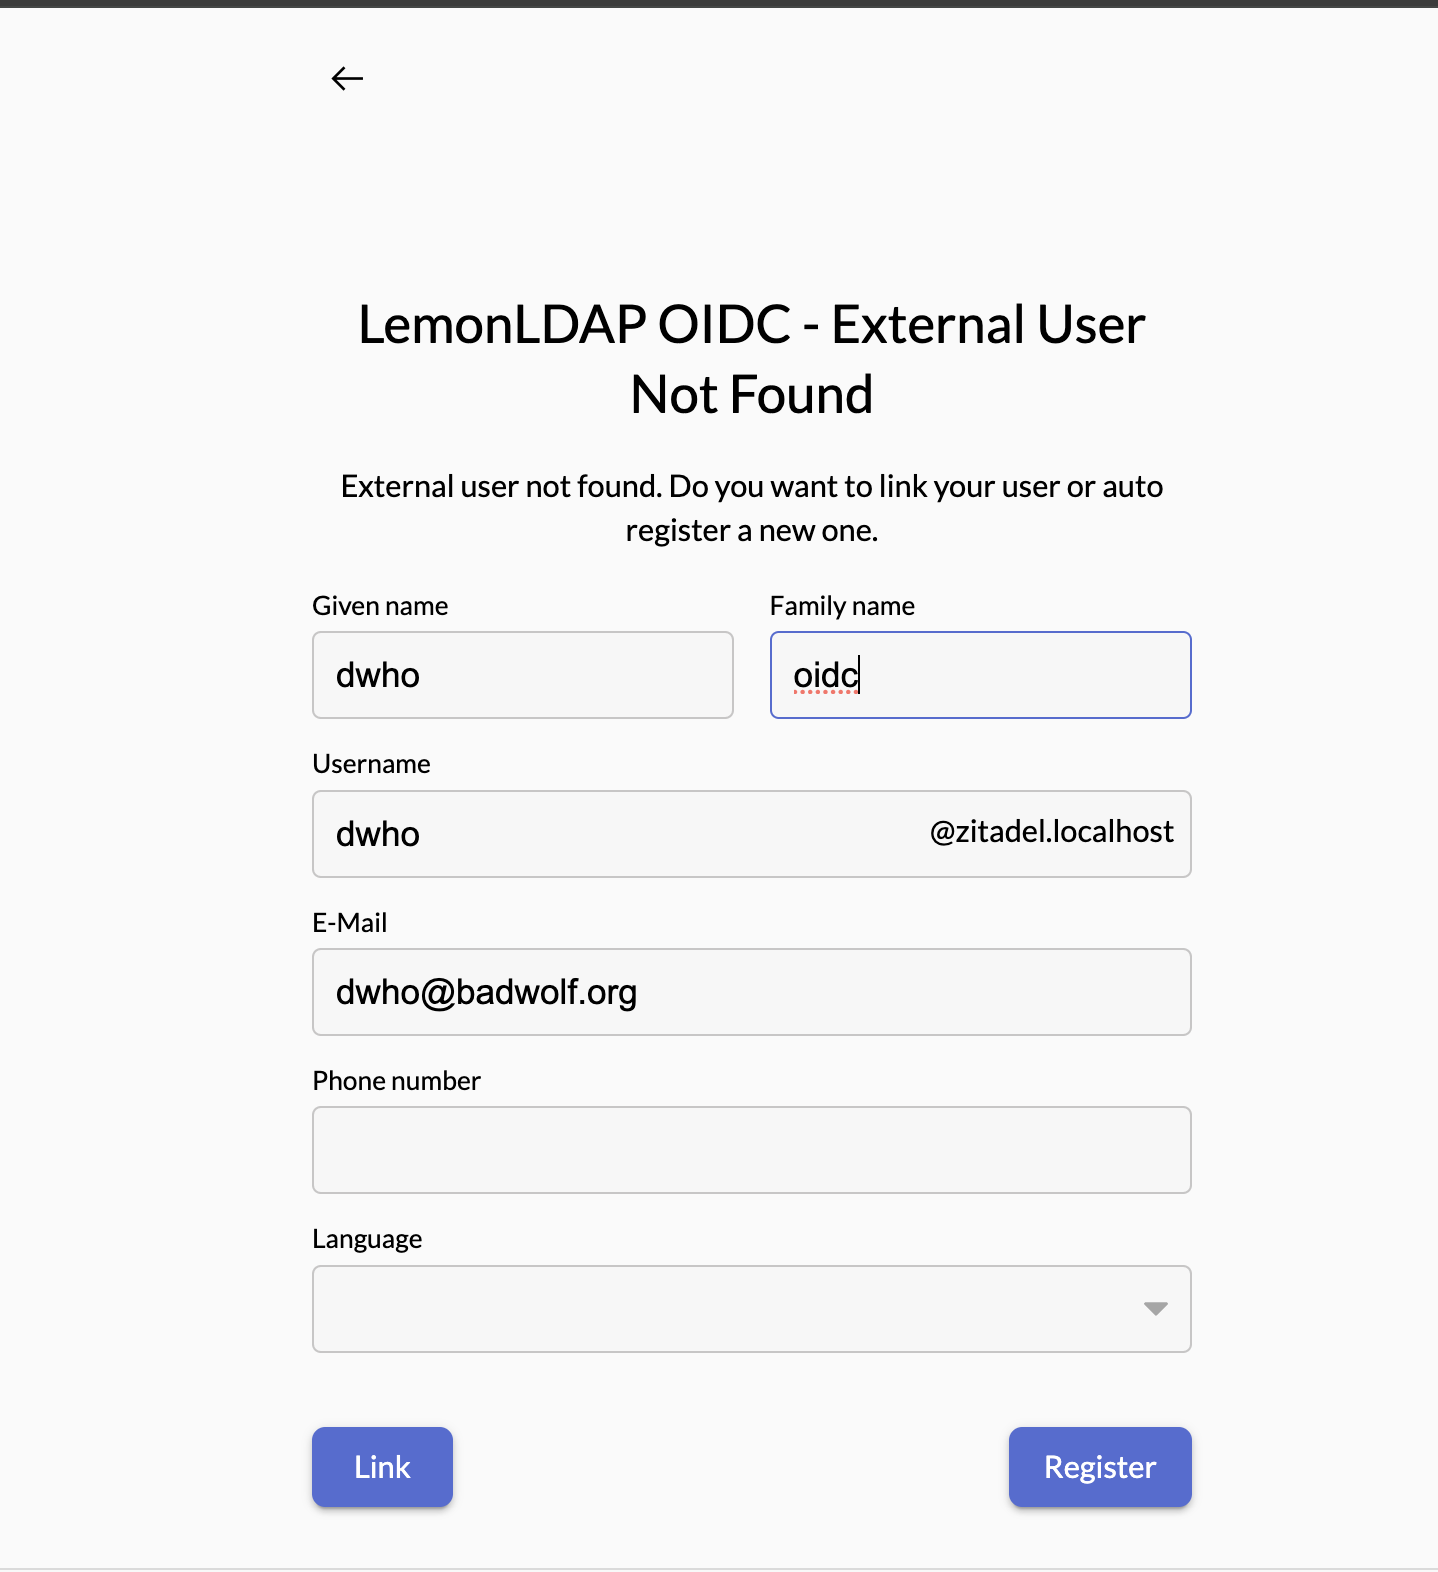 LemonLDAP OIDC - External User
Not Found
External user not found. Do you want to link your user or auto
register a new one.
Given name
Family name
dwho
oidc
Username
dwho
@zitadel.localhost
E-Mail
dwho@badwolf.org
Phone number
Language
Link
Register